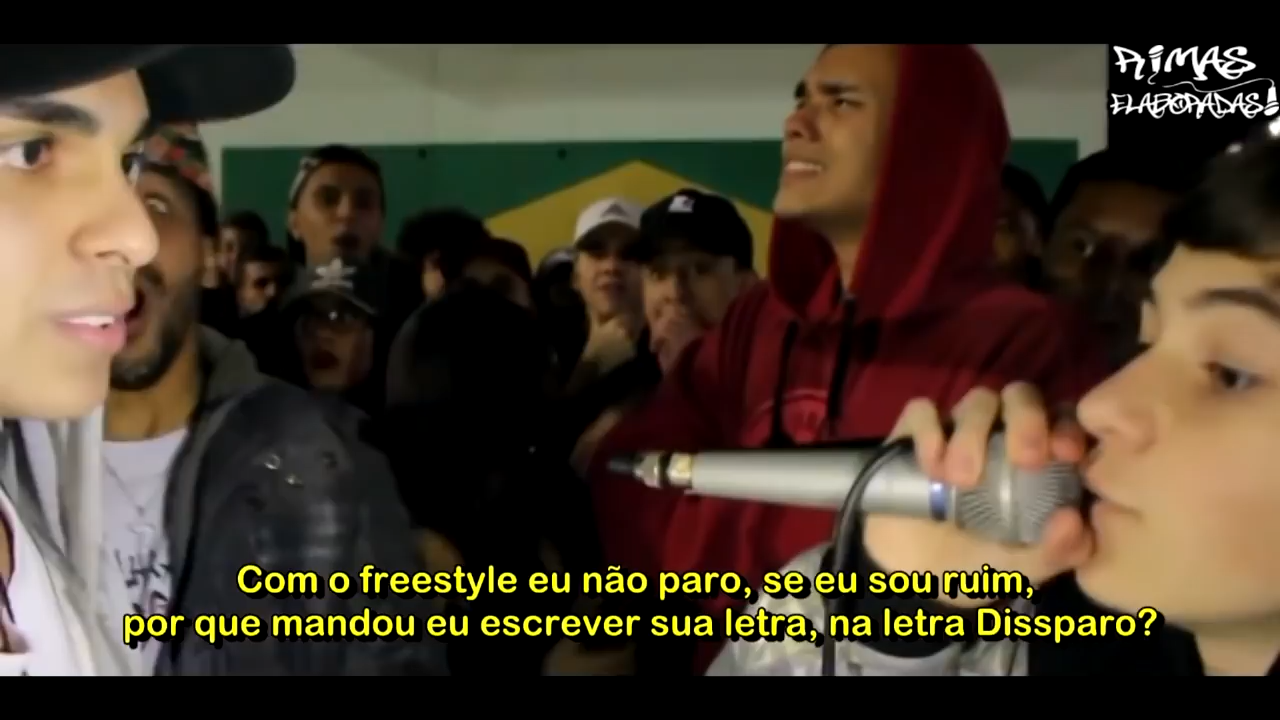 RIMAS
ELABORADAS!
Com o freestyle eu não paro, se eu sou ruim,
por que mandou eu escrever sua letra, na letra Dissparo?